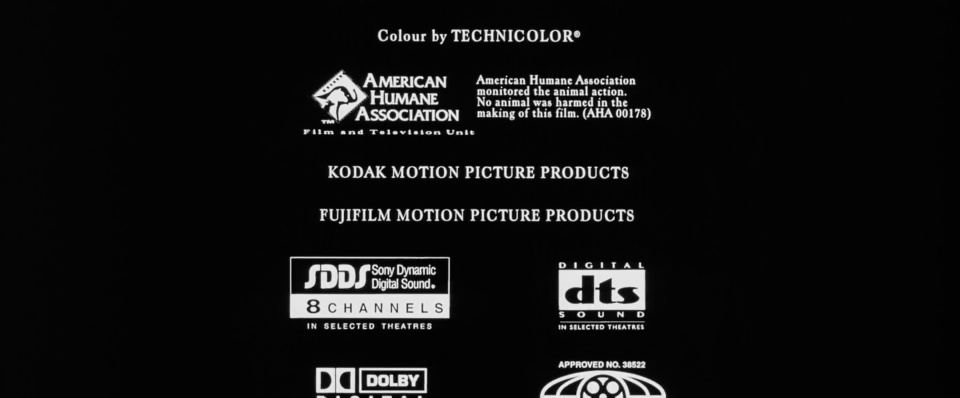 Colour by TECHNICOLOR®
AMERICAN
HUMANE
ASSOCIATION
TM
Film and Television Unit
American Humane Association
monitored the animal action.
No animal was harmed in the
making of this film. (AHA 00178)
KODAK MOTION PICTURE PRODUCTS
FUJIFILM MOTION PICTURE PRODUCTS
SDDS Sony Dynamic
Digital Sound.
8 CHANNELS
IN SELECTED THEATRES
DIGITAL
dts
SOUND
IN SELECTED THEATRES
DOLBY
DIGITAL
APPROVED NO. 38522